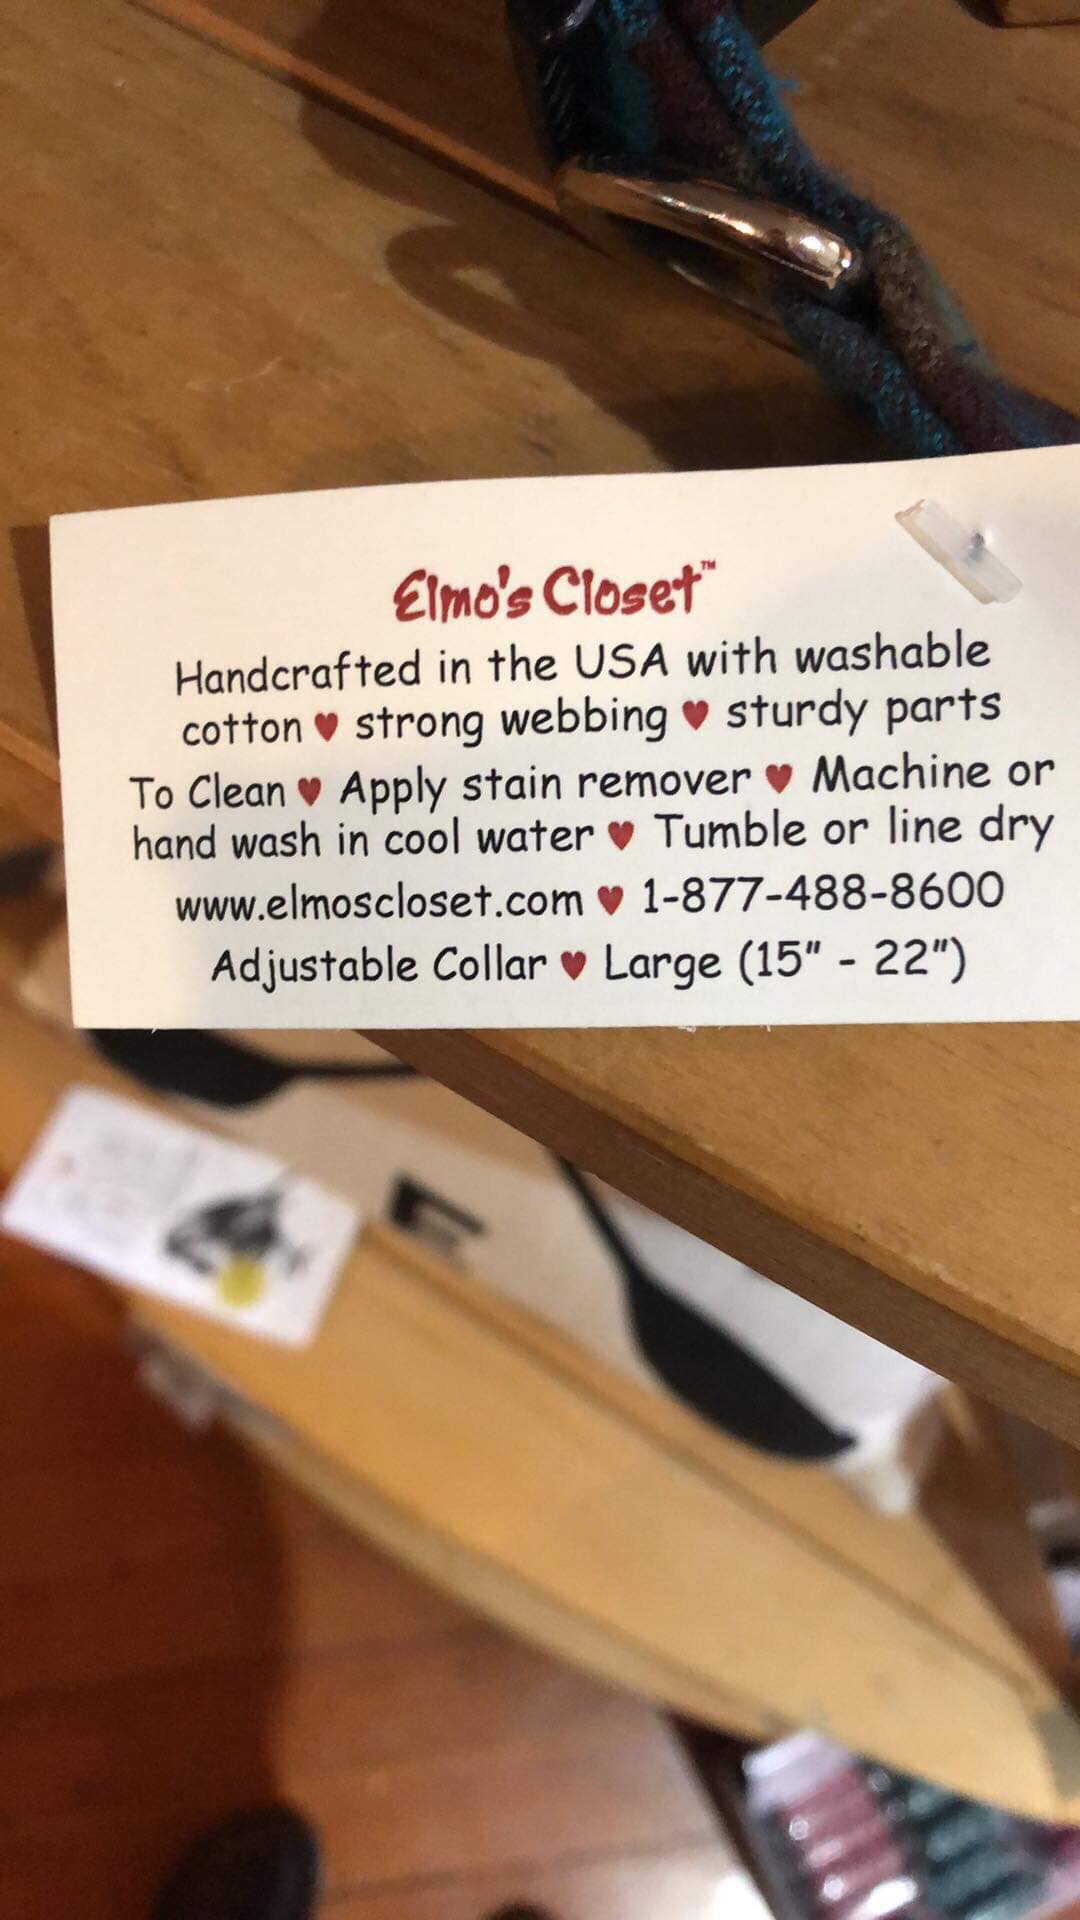 Elmo's Closet™
Handcrafted in the USA with washable
cotton ♥ strong webbing ♥ sturdy parts
To Clean ♥ Apply stain remover ♥ Machine or
hand wash in cool water ♥ Tumble or line dry
www.elmoscloset.com ♥ 1-877-488-8600
Adjustable Collar ♥ Large (15" - 22")